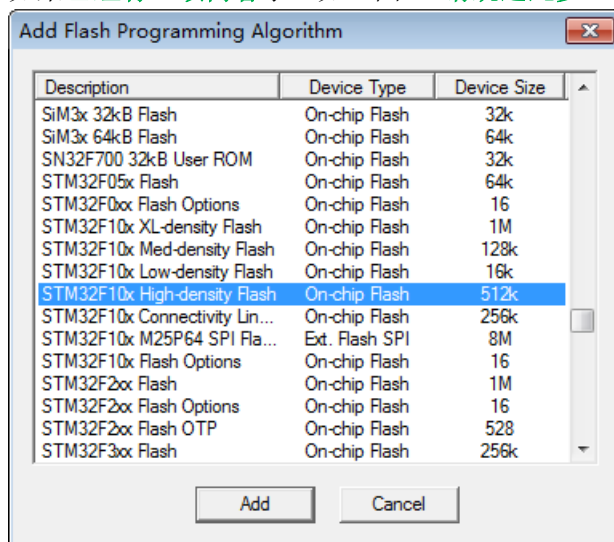 Add Flash Programming Algorithm
Description Device Type Device Size
SiM3x 32kB Flash On-chip Flash 32k
SiM3x 64kB Flash On-chip Flash 64k
SN32F700 32kB User ROM On-chip Flash 32k
STM32F05x Flash On-chip Flash 64k
STM32F0xx Flash Options On-chip Flash 16
STM32F10x XL-density Flash On-chip Flash 1M
STM32F10x Med-density Flash On-chip Flash 128k
STM32F10x Low-density Flash On-chip Flash 16k
STM32F10x High-density Flash On-chip Flash 512k
STM32F10x Connectivity Lin... On-chip Flash 256k
STM32F10x M25P64 SPI Fla... Ext. Flash SPI 8M
STM32F10x Flash Options On-chip Flash 16
STM32F2xx Flash On-chip Flash 1M
STM32F2xx Flash Options On-chip Flash 16
STM32F2xx Flash OTP On-chip Flash 528
STM32F3xx Flash On-chip Flash 256k
Add Cancel